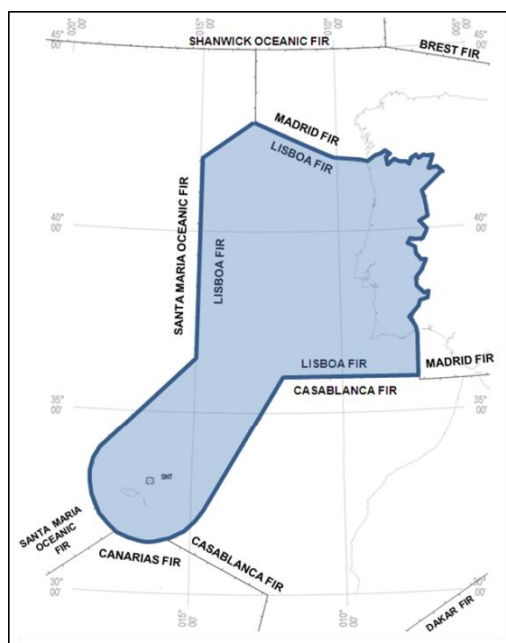 020°
00'
015°
00'
010°
00'
005°
00'
45°
00'
SHANWICK OCEANIC FIR
45°
00'
BREST FIR
MADRID FIR
LISBOA FIR
SANTA MARIA OCEANIC FIR
LISBOA FIR
40°
00'
40°
00'
LISBOA FIR
MADRID FIR
CASABLANCA FIR
35°
00'
35°
00'
SNT
SANTA MARIA
OCEANIC
FIR
CANARIAS FIR
CASABLANCA FIR
30°
00'
30°
00'
015°
00'
010°
00'
DAKAR FIR